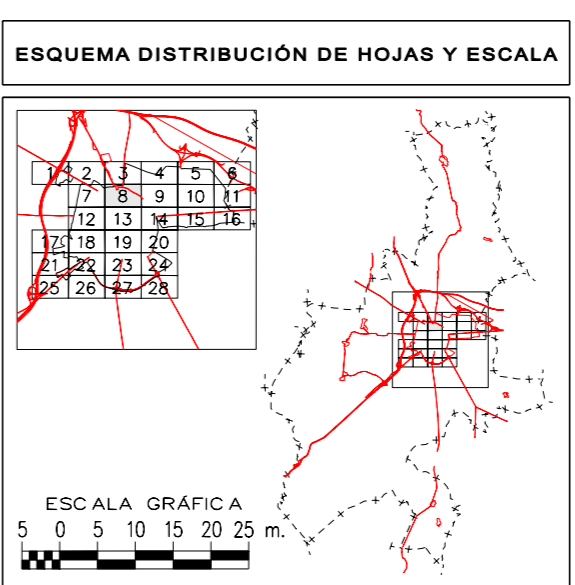 ESQUEMA DISTRIBUCIÓN DE HOJAS Y ESCALA
1 2 3 4 5 6
7 8 9 10 11
12 13 14 15 16
17 18 19 20
21 22 23 24
25 26 27 28
ESCALA GRÁFICA
5 0 5 10 15 20 25 m.